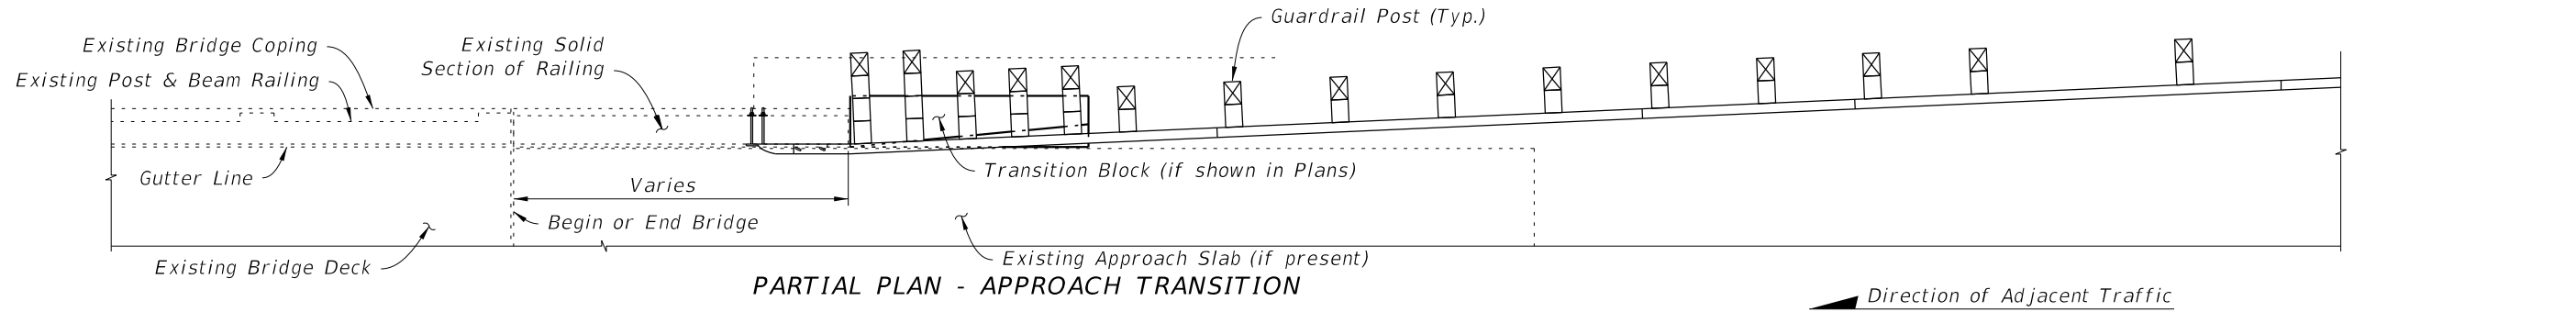 Guardrail Post (Typ.)
Existing Bridge Coping
Existing Solid
Section of Railing
Existing Post & Beam Railing
Transition Block (if shown in Plans)
Gutter Line
Varies
Begin or End Bridge
Existing Approach Slab (if present)
Existing Bridge Deck
PARTIAL PLAN - APPROACH TRANSITION
Direction of Adjacent Traffic